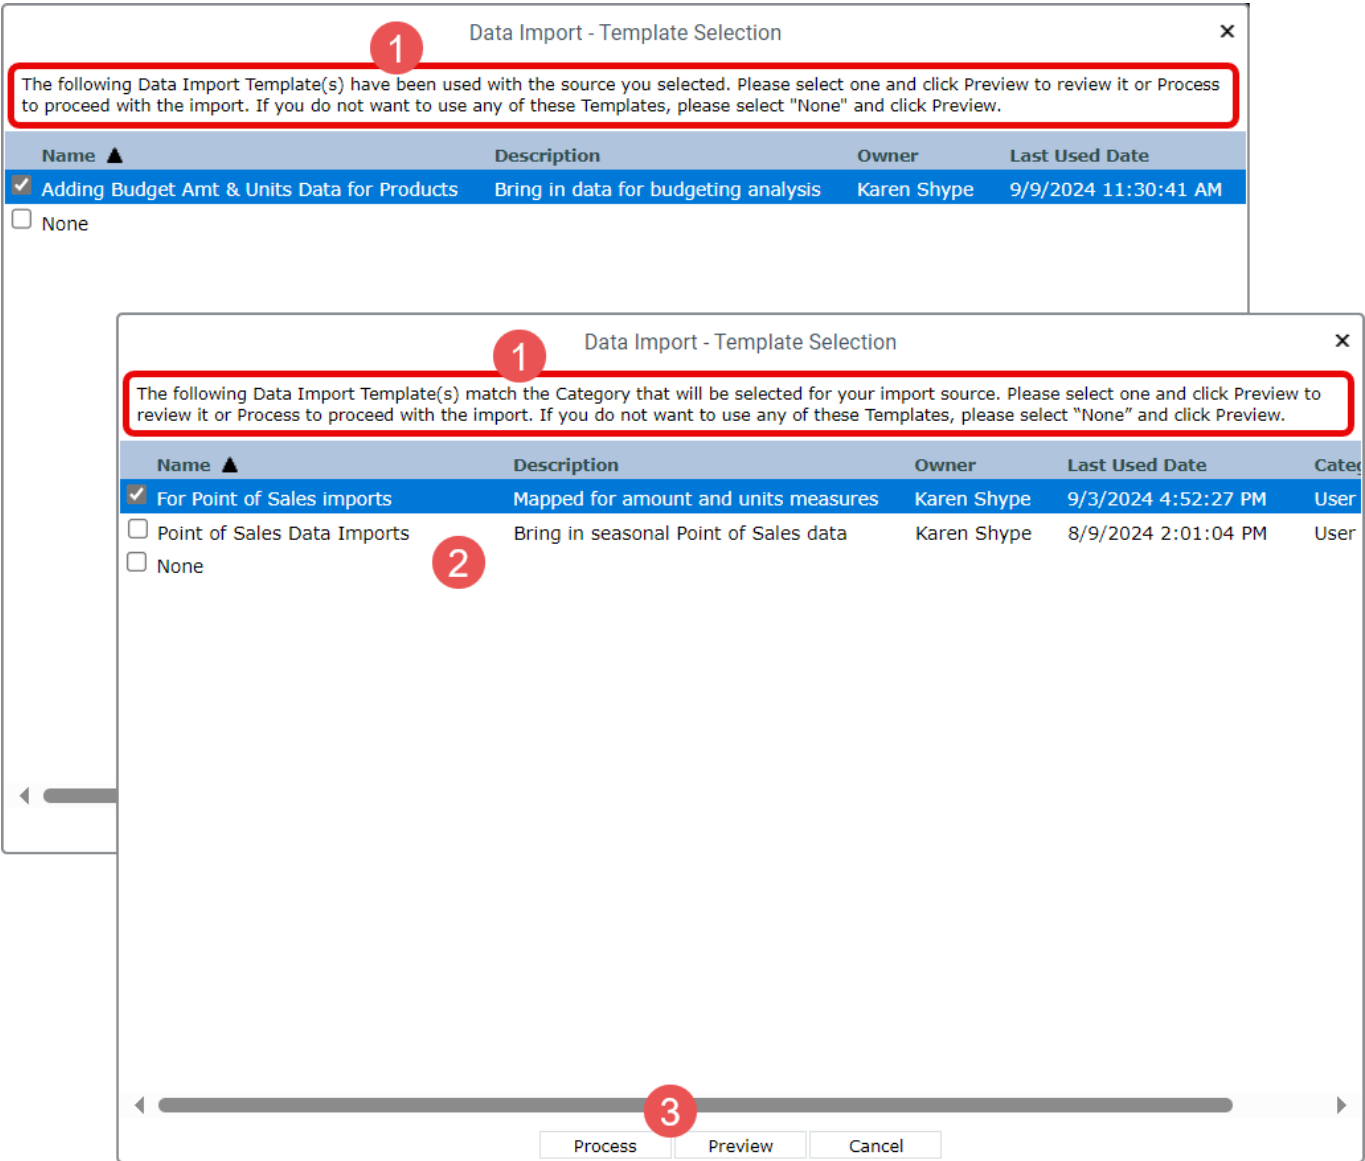 Data Import - Template Selection
1
The following Data Import Template(s) have been used with the source you selected. Please select one and click Preview to review it or Process
to proceed with the import. If you do not want to use any of these Templates, please select "None" and click Preview.
Name ▲ Description Owner Last Used Date
Adding Budget Amt & Units Data for Products Bring in data for budgeting analysis Karen Shype 9/9/2024 11:30:41 AM
None
Data Import - Template Selection
1
The following Data Import Template(s) match the Category that will be selected for your import source. Please select one and click Preview to
review it or Process to proceed with the import. If you do not want to use any of these Templates, please select “None” and click Preview.
Name ▲ Description Owner Last Used Date Categ
For Point of Sales imports Mapped for amount and units measures Karen Shype 9/3/2024 4:52:27 PM User
Point of Sales Data Imports Bring in seasonal Point of Sales data Karen Shype 8/9/2024 2:01:04 PM User
None
2
3
Process Preview Cancel